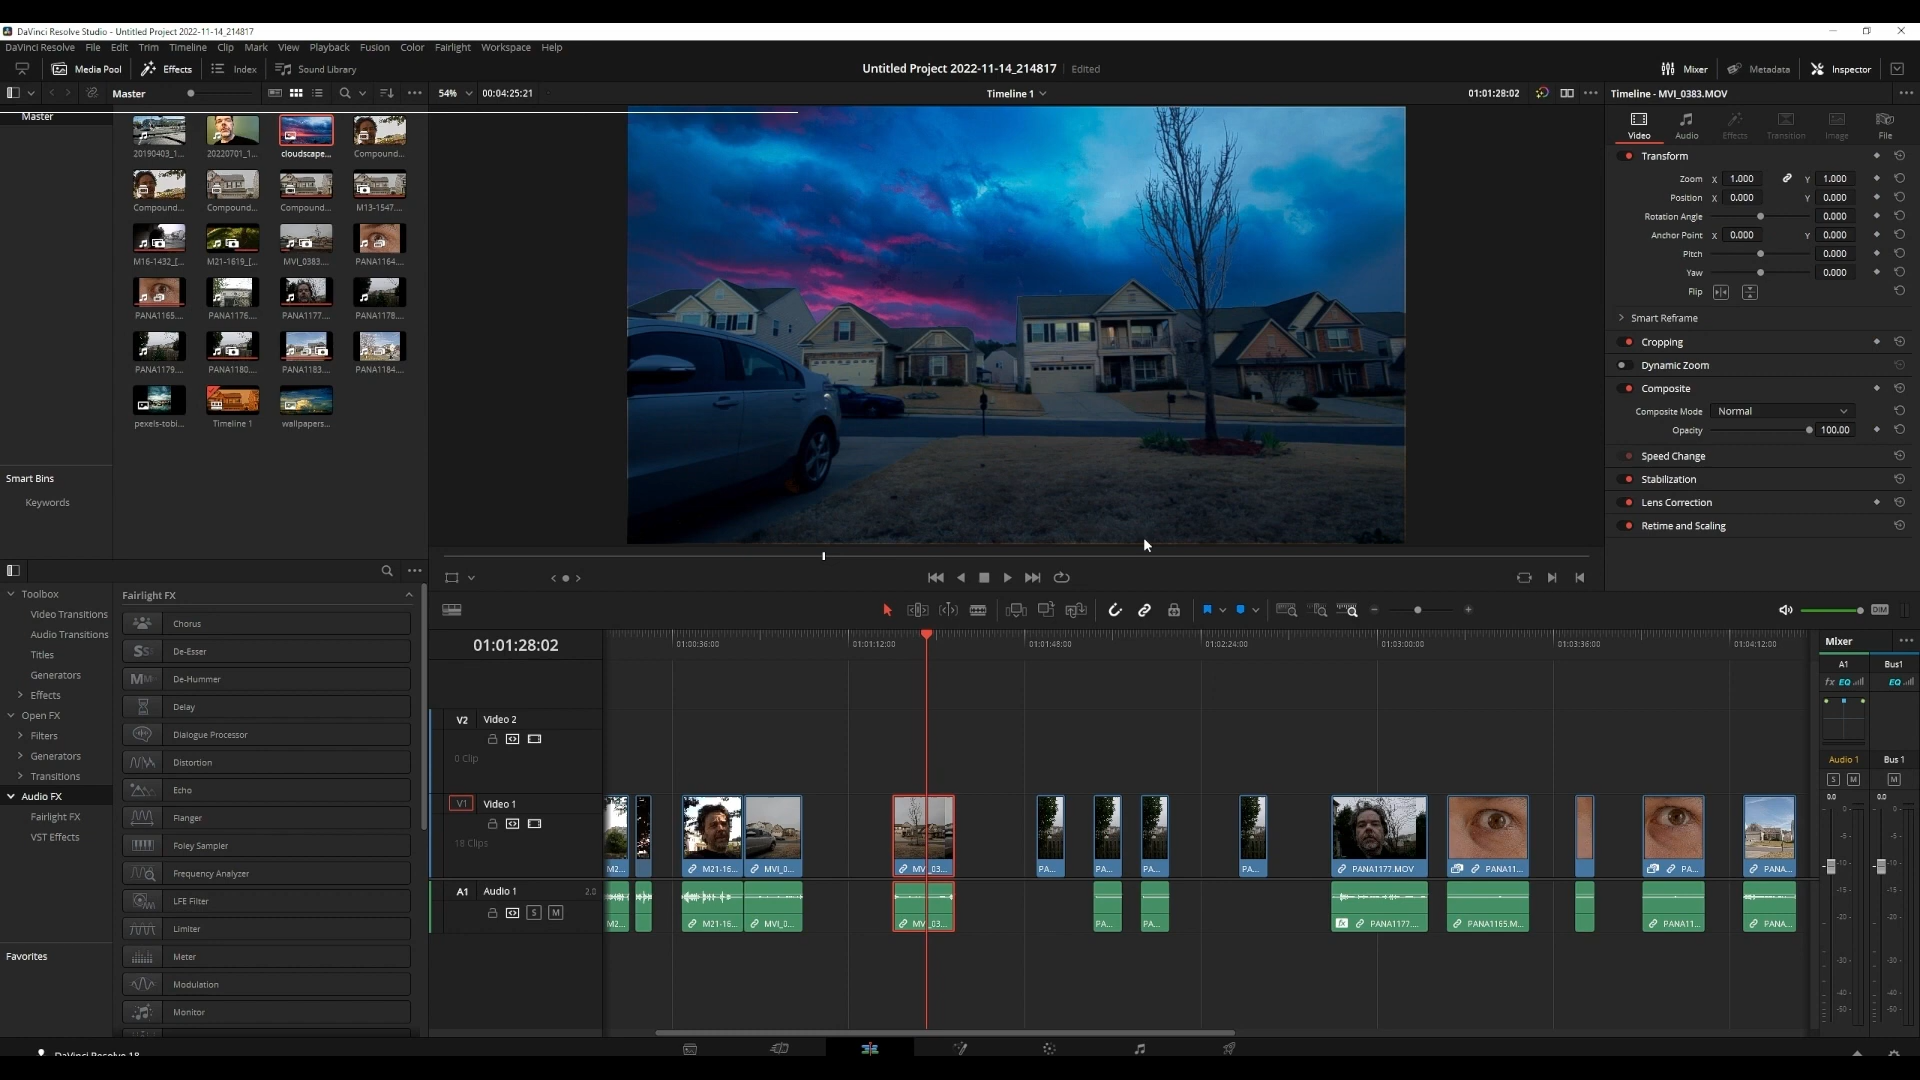 DaVinci Resolve Studio - Untitled Project 2022-11-14_214817
DaVinci Resolve File Edit Trim Timeline Clip Mark View Playback Fusion Color Fairlight Workspace Help
Media Pool Effects Index Sound Library
Untitled Project 2022-11-14_214817 Edited
Mixer Metadata Inspector
Master
54% 00:04:25:21
Timeline 1
01:01:28:02
Timeline - MVI_0383.MOV
Master
20190403_1... 20220701_1... cloudscape... Compound...
Compound... Compound... Compound... M13-1547....
M16-1432_[... M21-1619_[... MVI_0383.... PANA1164....
PANA1165.... PANA1176.... PANA1177.... PANA1178....
PANA1179.... PANA1180.... PANA1183.... PANA1184....
pexels-tobi... Timeline 1 wallpapers...
Smart Bins
Keywords
Video Audio Effects Transition Image File
Transform
Zoom X 1.000 Y 1.000
Position X 0.000 Y 0.000
Rotation Angle 0.000
Anchor Point X 0.000 Y 0.000
Pitch 0.000
Yaw 0.000
Flip
Smart Reframe
Cropping
Dynamic Zoom
Composite
Composite Mode Normal
Opacity 100.00
Speed Change
Stabilization
Lens Correction
Retime and Scaling
Toolbox
Video Transitions
Audio Transitions
Titles
Generators
Effects
Open FX
Filters
Generators
Transitions
Audio FX
Fairlight FX
VST Effects
Favorites
Fairlight FX
Chorus
De-Esser
De-Hummer
Delay
Dialogue Processor
Distortion
Echo
Flanger
Foley Sampler
Frequency Analyzer
LFE Filter
Limiter
Meter
Modulation
Monitor
DIM
01:01:28:02
01:00:36:00 01:01:12:00 01:01:48:00 01:02:24:00 01:03:00:00 01:03:36:00 01:04:12:00
V2 Video 2
0 Clip
V1 Video 1
18 Clips
M2... M21-16... MVI_0... MVI_03... PA... PA... PA... PA... PANA1177.MOV PANA11... PA... PANA...
A1 Audio 1 2.0
S M
M2... M21-16... MVI_0... MVI_03... PA... PA... PANA1177.... PANA1165.M... PANA11... PANA...
Mixer
A1 Bus1
fx EQ EQ
Audio 1 Bus 1
S M M
0.0 0.0
DaVinci Resolve 18